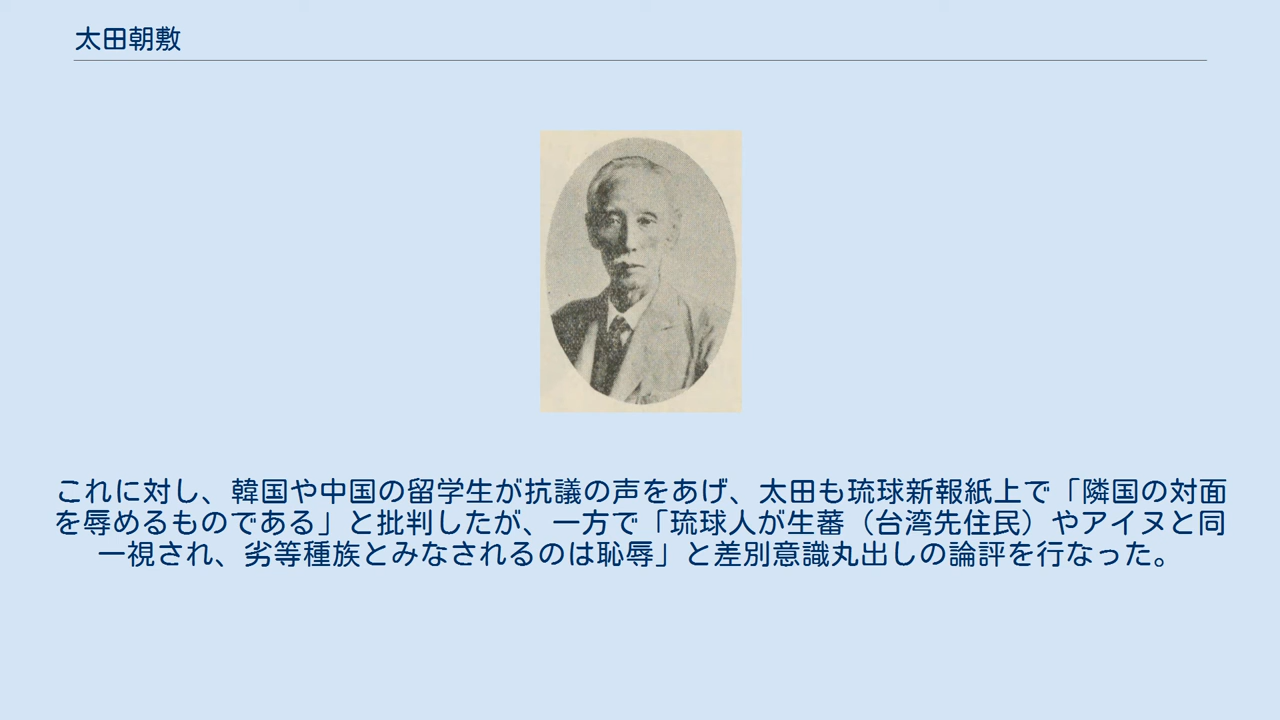 太田朝敷
これに対し、韓国や中国の留学生が抗議の声をあげ、太田も琉球新報紙上で「隣国の対面
を辱めるものである」と批判したが、一方で「琉球人が生蕃（台湾先住民）やアイヌと同
一視され、劣等種族とみなされるのは恥辱」と差別意識丸出しの論評を行なった。